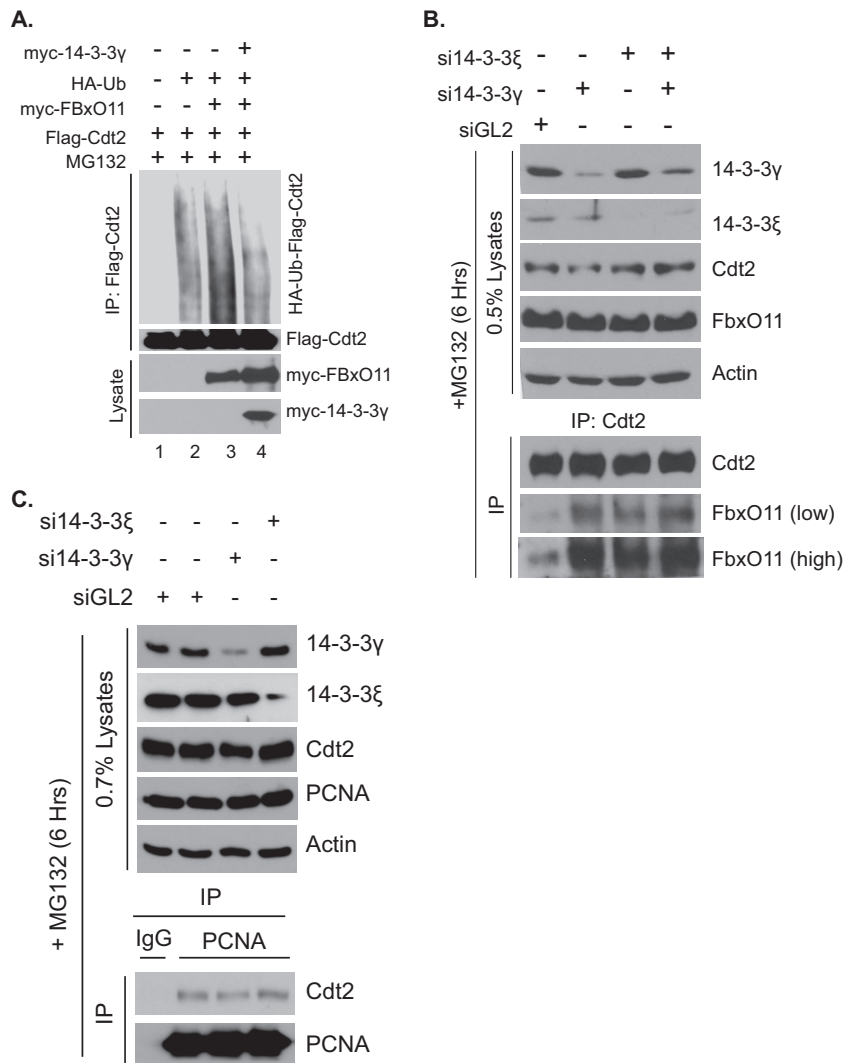 A.
myc-14-3-3γ - - - +
HA-Ub - + + +
myc-FBxO11 - - + +
Flag-Cdt2 + + + +
MG132 + + + +
IP: Flag-Cdt2
HA-Ub-Flag-Cdt2
Flag-Cdt2
Lysate
myc-FBxO11
myc-14-3-3γ
1 2 3 4
B.
si14-3-3ξ - - + +
si14-3-3γ - + - +
siGL2 + - - -
+MG132 (6 Hrs)
0.5% Lysates
14-3-3γ
14-3-3ξ
Cdt2
FbxO11
Actin
IP: Cdt2
IP
Cdt2
FbxO11 (low)
FbxO11 (high)
C.
si14-3-3ξ - - - +
si14-3-3γ - - + -
siGL2 + + - -
+ MG132 (6 Hrs)
0.7% Lysates
14-3-3γ
14-3-3ξ
Cdt2
PCNA
Actin
IP
IgG PCNA
IP
Cdt2
PCNA